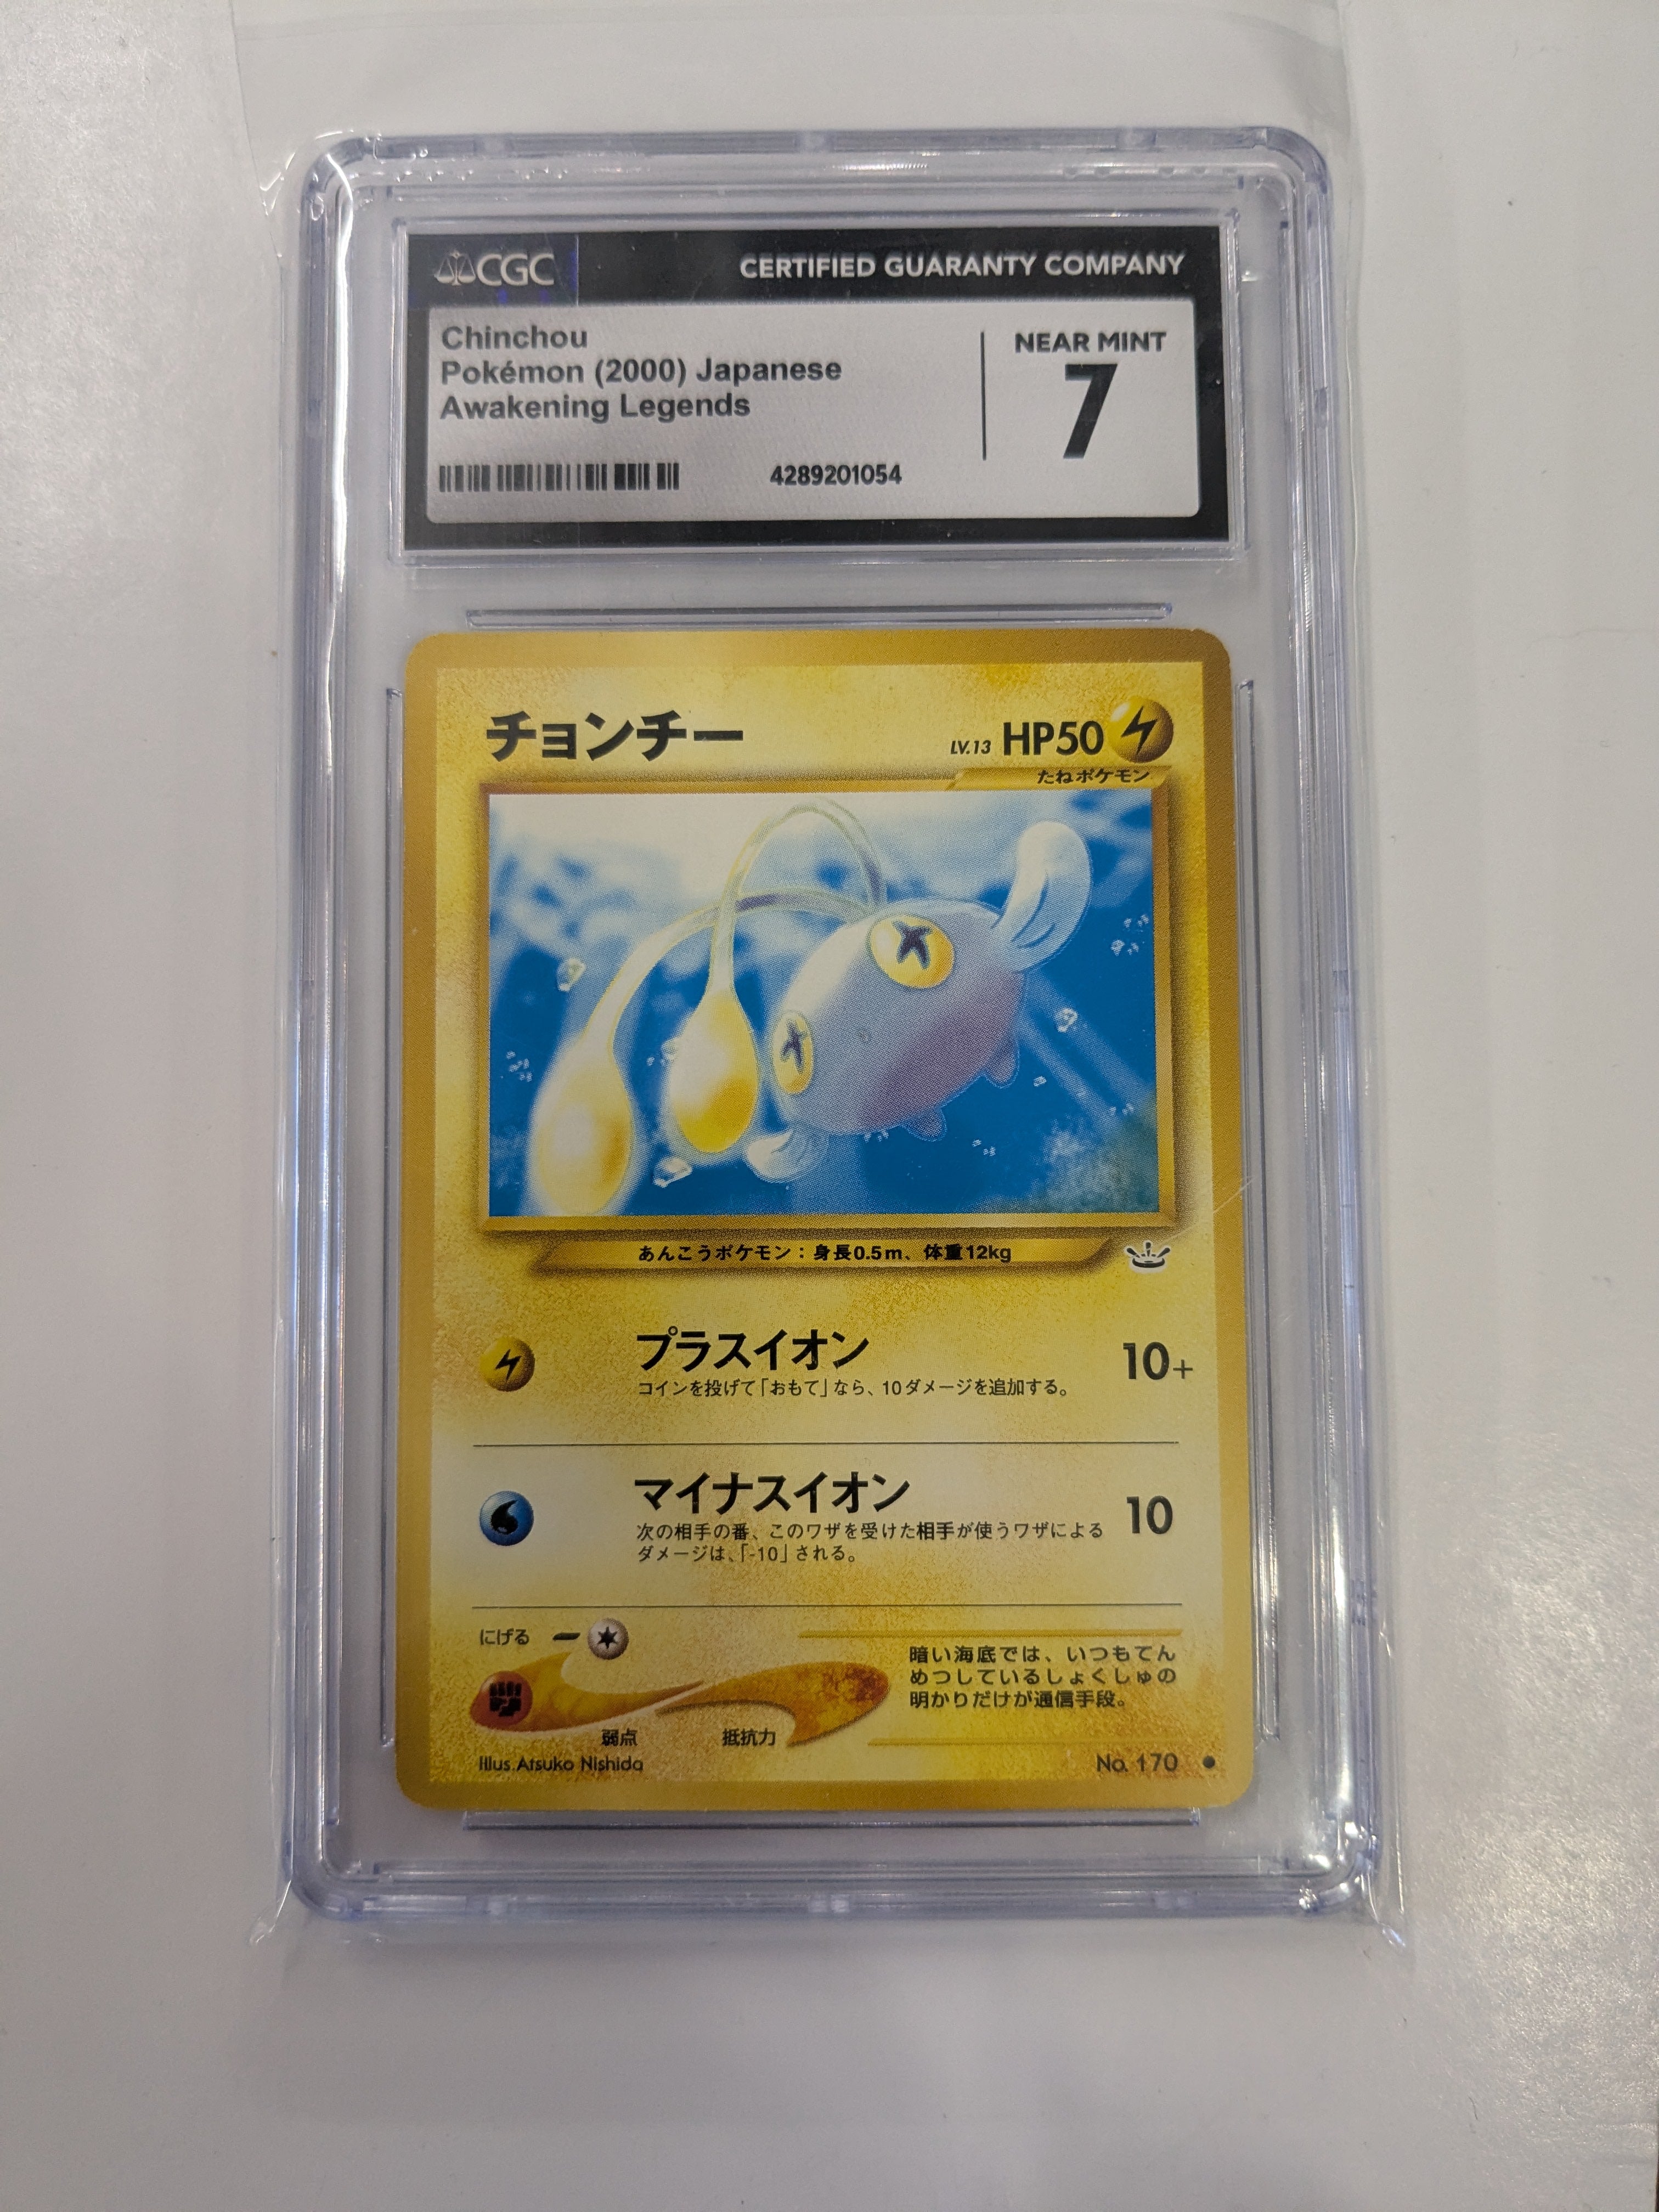 CGC
CERTIFIED GUARANTY COMPANY
Chinchou
Pokémon (2000) Japanese
Awakening Legends
4289201054
NEAR MINT
7
チョンチー
LV.13 HP50
たねポケモン
あんこうポケモン：身長0.5m、体重12kg
プラスイオン 10+
コインを投げて「おもて」なら、10ダメージを追加する。
マイナスイオン 10
次の相手の番、このワザを受けた相手が使うワザによる
ダメージは、「-10」される。
にげる
弱点 抵抗力
暗い海底では、いつもてん
めつしているしょくしゅの
明かりだけが通信手段。
Illus. Atsuko Nishida
No. 170 ●